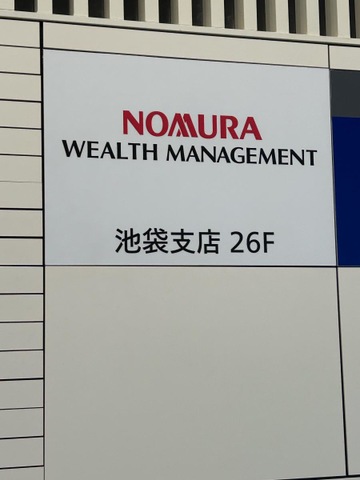 NOMURA
WEALTH MANAGEMENT
池袋支店 26F